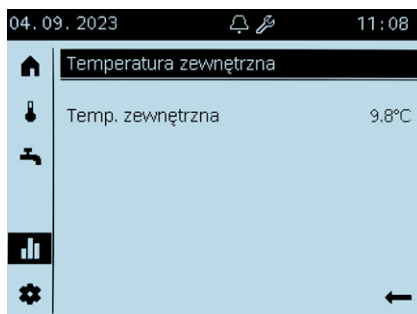 04. 09. 2023 11:08
Temperatura zewnętrzna
Temp. zewnętrzna 9.8°C